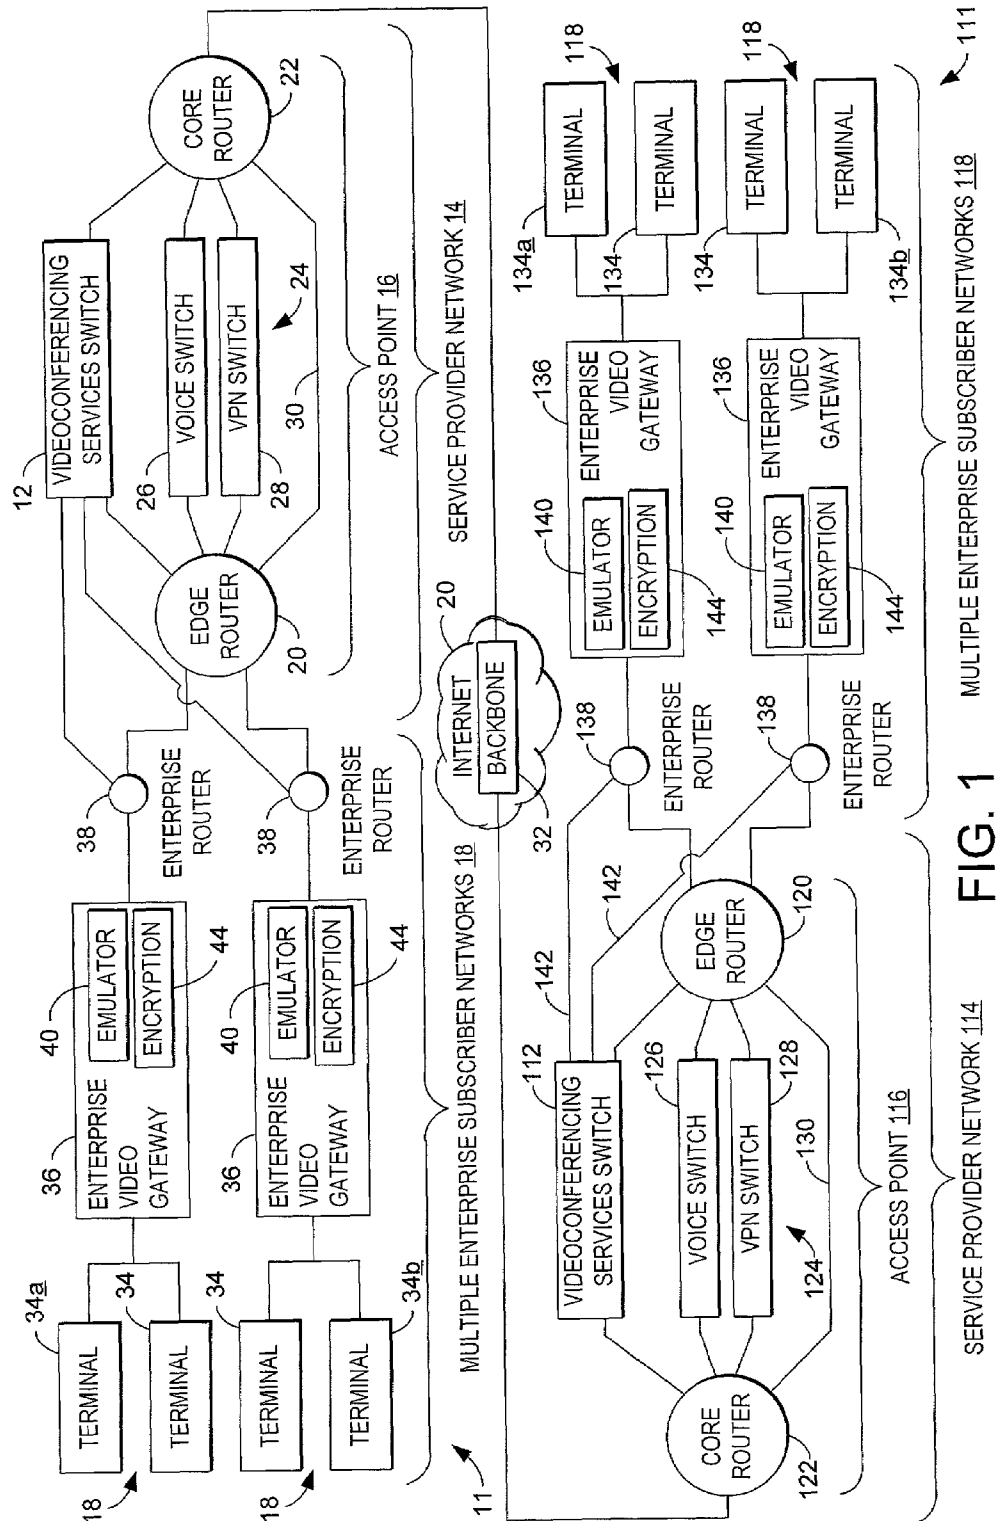 18
TERMINAL
34a
TERMINAL
34
18
TERMINAL
34
TERMINAL
34b
11
36
ENTERPRISE
VIDEO
GATEWAY
40
EMULATOR
ENCRYPTION
44
36
ENTERPRISE
VIDEO
GATEWAY
40
EMULATOR
ENCRYPTION
44
MULTIPLE ENTERPRISE SUBSCRIBER NETWORKS 18
38
ENTERPRISE
ROUTER
38
ENTERPRISE
ROUTER
12
VIDEOCONFERENCING
SERVICES SWITCH
EDGE
ROUTER
20
26
VOICE SWITCH
28
VPN SWITCH
24
30
CORE
ROUTER
22
ACCESS POINT 16
SERVICE PROVIDER NETWORK 14
INTERNET
20
BACKBONE
32
CORE
ROUTER
122
112
VIDEOCONFERENCING
SERVICES SWITCH
126
VOICE SWITCH
128
VPN SWITCH
124
130
EDGE
ROUTER
120
142
142
ACCESS POINT 116
SERVICE PROVIDER NETWORK 114
138
ENTERPRISE
ROUTER
138
ENTERPRISE
ROUTER
140
EMULATOR
ENCRYPTION
144
136
ENTERPRISE
VIDEO
GATEWAY
140
EMULATOR
ENCRYPTION
144
136
ENTERPRISE
VIDEO
GATEWAY
134a
TERMINAL
134
TERMINAL
118
134
TERMINAL
134b
TERMINAL
118
MULTIPLE ENTERPRISE SUBSCRIBER NETWORKS 118
111
FIG. 1